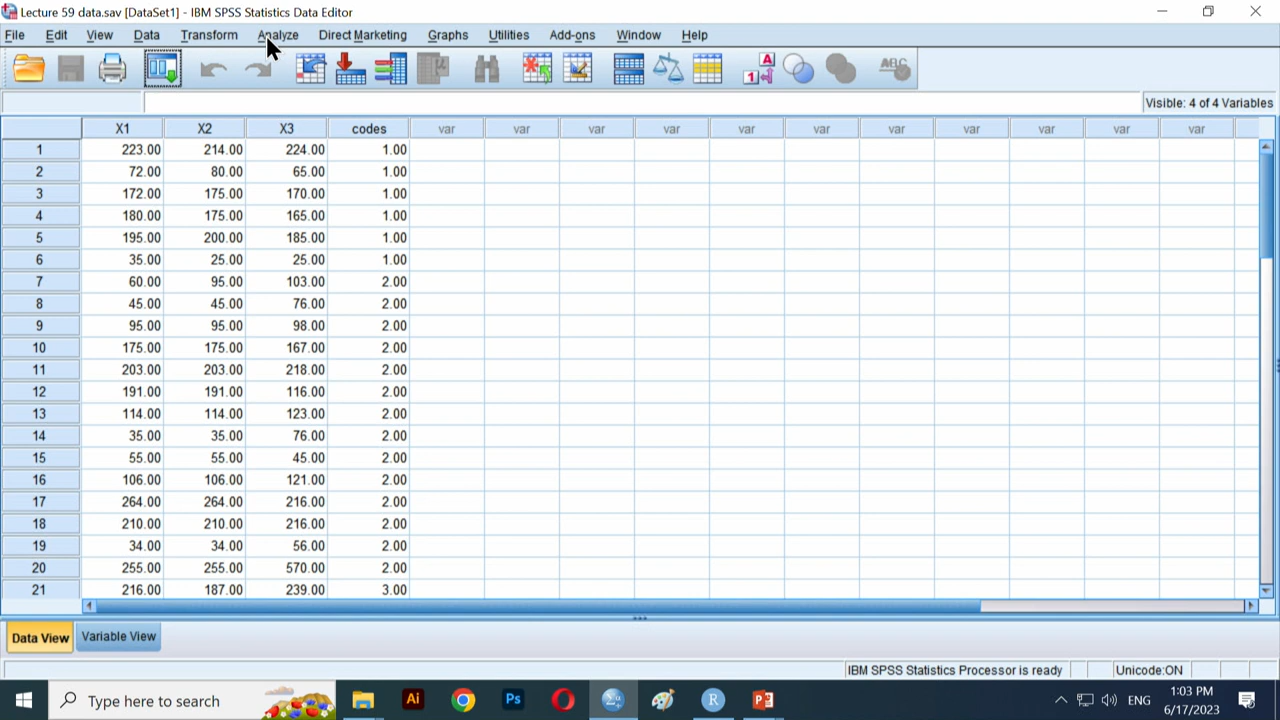 Lecture 59 data.sav [DataSet1] - IBM SPSS Statistics Data Editor
File Edit View Data Transform Analyze Direct Marketing Graphs Utilities Add-ons Window Help
1 A ABC
Visible: 4 of 4 Variables
X1 X2 X3 codes var var var var var var var var var var var
1 223.00 214.00 224.00 1.00
2 72.00 80.00 65.00 1.00
3 172.00 175.00 170.00 1.00
4 180.00 175.00 165.00 1.00
5 195.00 200.00 185.00 1.00
6 35.00 25.00 25.00 1.00
7 60.00 95.00 103.00 2.00
8 45.00 45.00 76.00 2.00
9 95.00 95.00 98.00 2.00
10 175.00 175.00 167.00 2.00
11 203.00 203.00 218.00 2.00
12 191.00 191.00 116.00 2.00
13 114.00 114.00 123.00 2.00
14 35.00 35.00 76.00 2.00
15 55.00 55.00 45.00 2.00
16 106.00 106.00 121.00 2.00
17 264.00 264.00 216.00 2.00
18 210.00 210.00 216.00 2.00
19 34.00 34.00 56.00 2.00
20 255.00 255.00 570.00 2.00
21 216.00 187.00 239.00 3.00
Data View Variable View
IBM SPSS Statistics Processor is ready Unicode:ON
Type here to search Ai Ps R P ENG 1:03 PM
6/17/2023